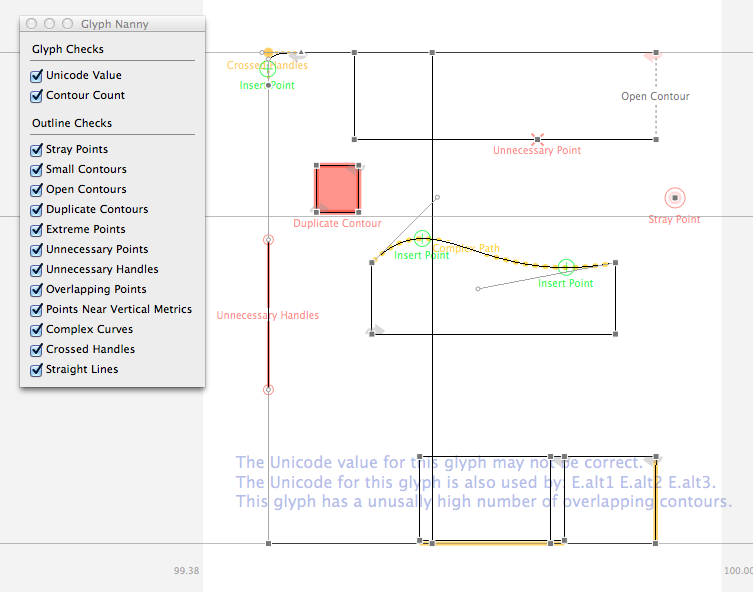 Glyph Nanny
Glyph Checks
Unicode Value
Contour Count
Outline Checks
Stray Points
Small Contours
Open Contours
Duplicate Contours
Extreme Points
Unnecessary Points
Unnecessary Handles
Overlapping Points
Points Near Vertical Metrics
Complex Curves
Crossed Handles
Straight Lines
Crossed Handles
Insert Point
Open Contour
Unnecessary Point
Duplicate Contour
Stray Point
Complex Path
Insert Point
Insert Point
Unnecessary Handles
The Unicode value for this glyph may not be correct.
The Unicode for this glyph is also used by: E.alt1 E.alt2 E.alt3.
This glyph has a unusally high number of overlapping contours.
99.38
100.00